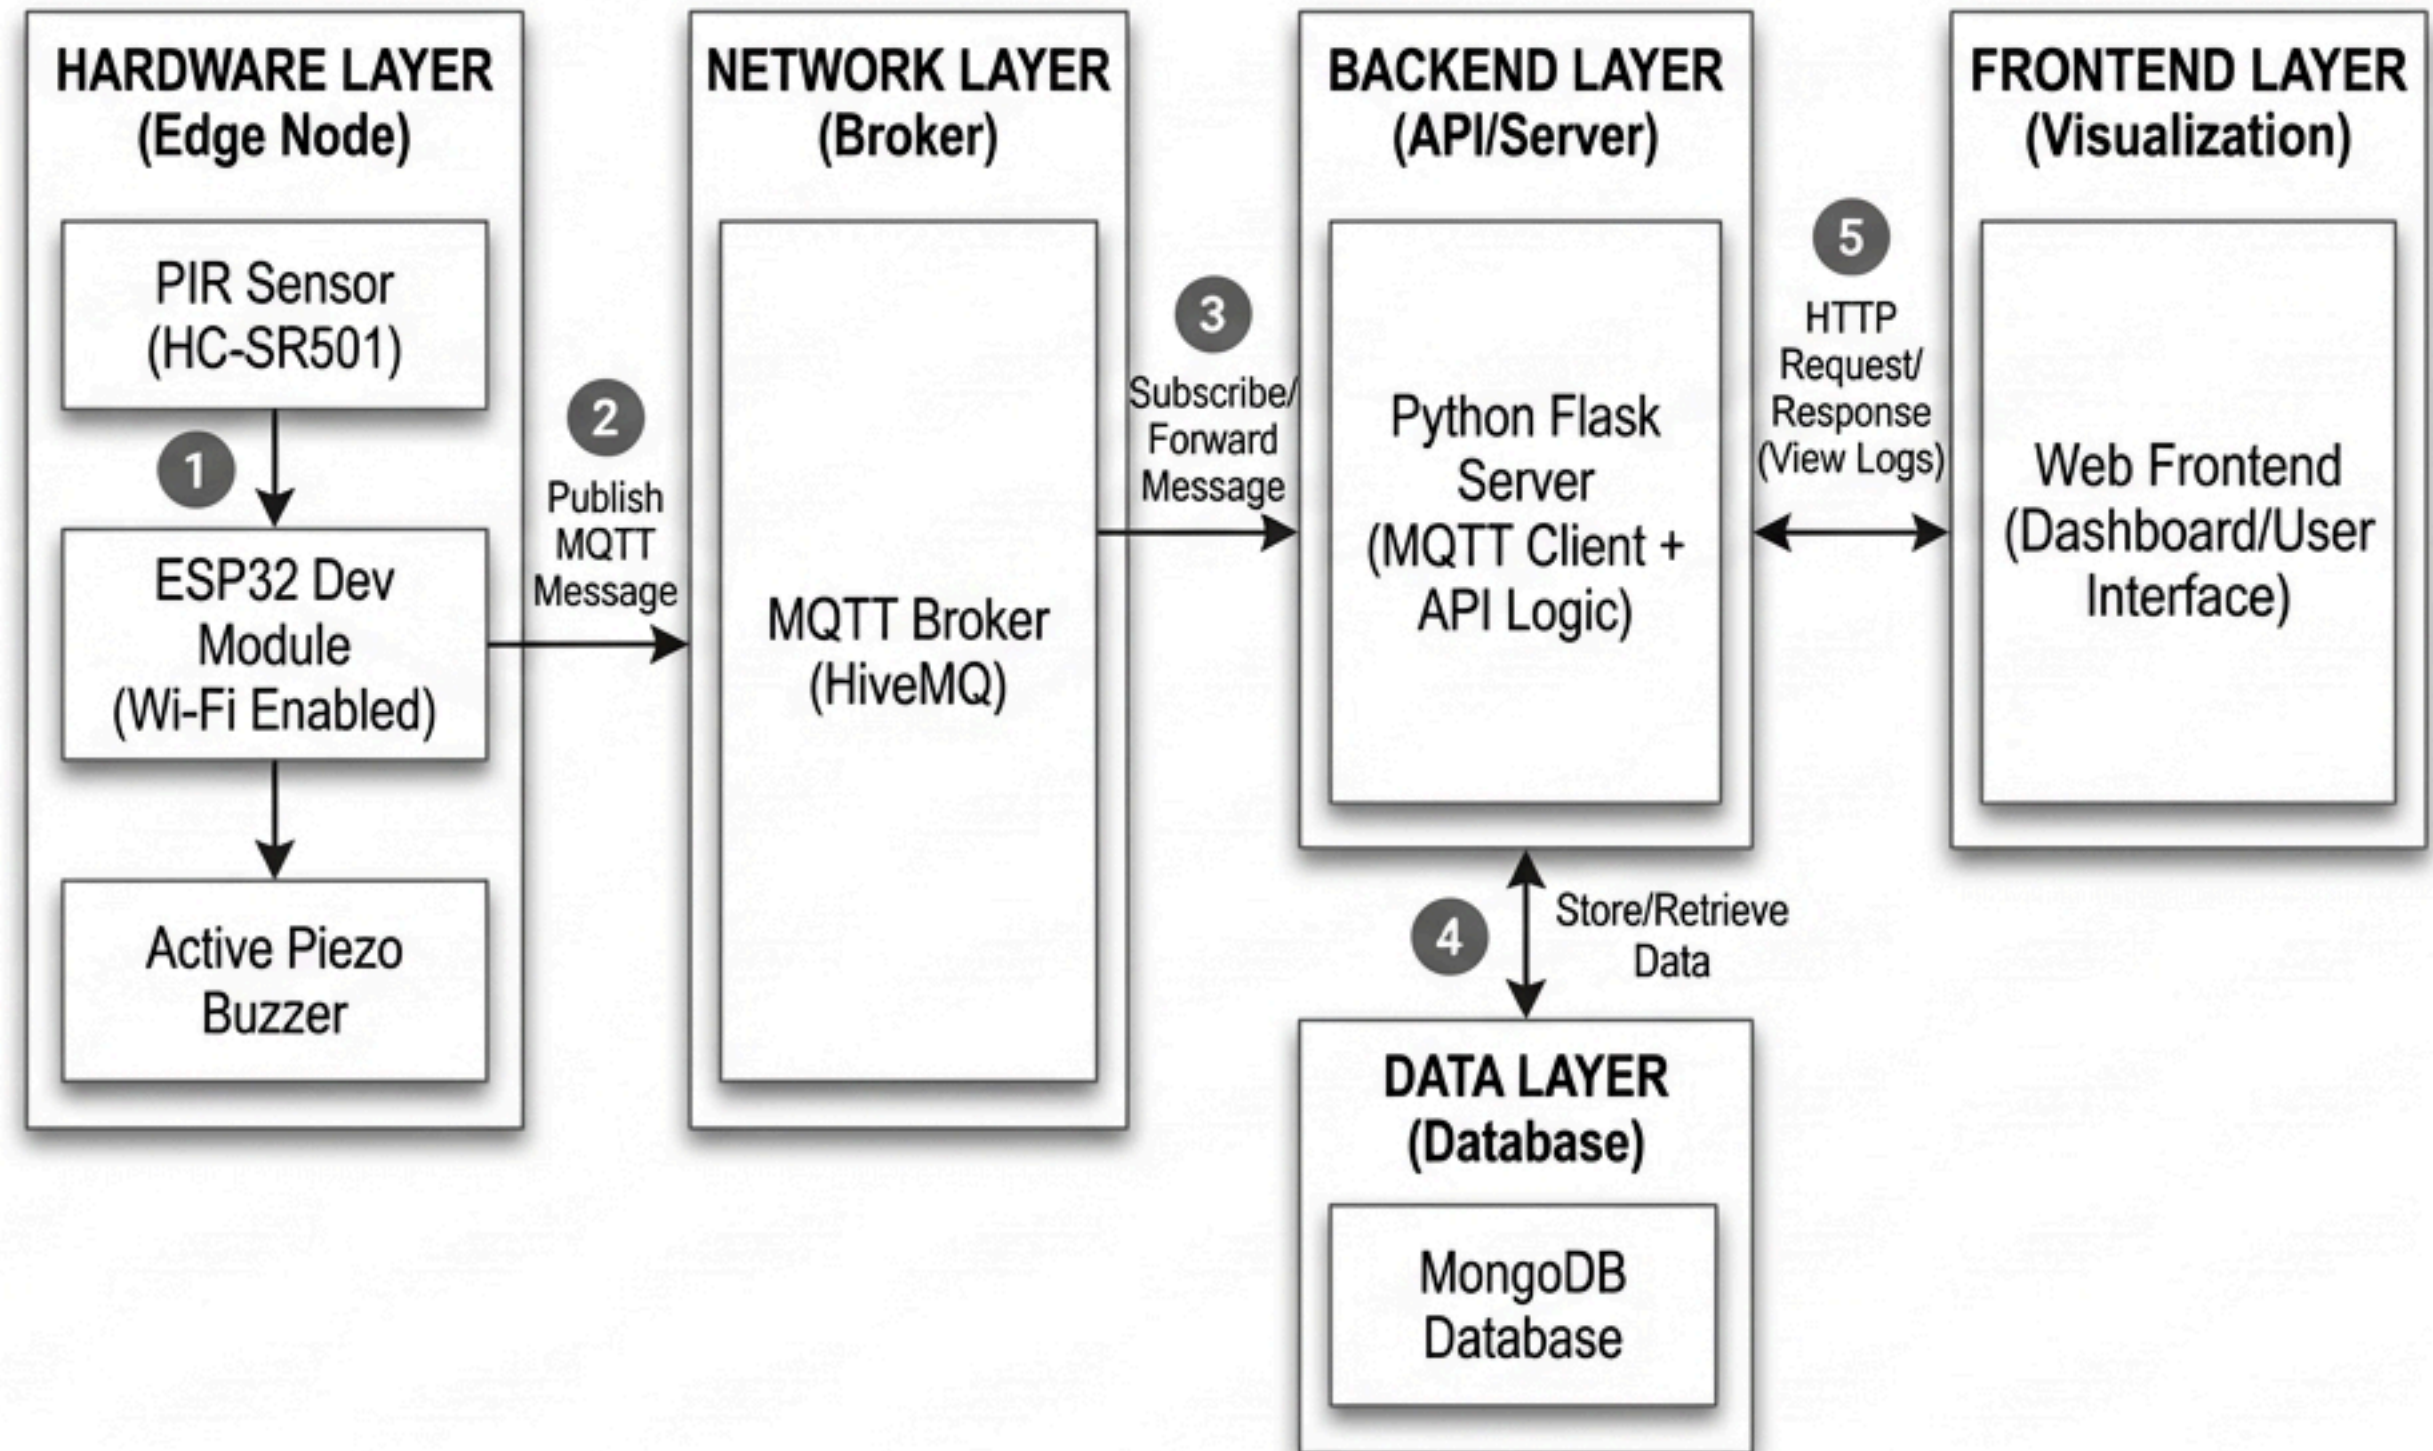 HARDWARE LAYER
(Edge Node)
PIR Sensor
(HC-SR501)
1
ESP32 Dev
Module
(Wi-Fi Enabled)
Active Piezo
Buzzer
2
Publish
MQTT
Message
NETWORK LAYER
(Broker)
MQTT Broker
(HiveMQ)
3
Subscribe/
Forward
Message
BACKEND LAYER
(API/Server)
Python Flask
Server
(MQTT Client +
API Logic)
4
Store/Retrieve
Data
DATA LAYER
(Database)
MongoDB
Database
5
HTTP
Request/
Response
(View Logs)
FRONTEND LAYER
(Visualization)
Web Frontend
(Dashboard/User
Interface)